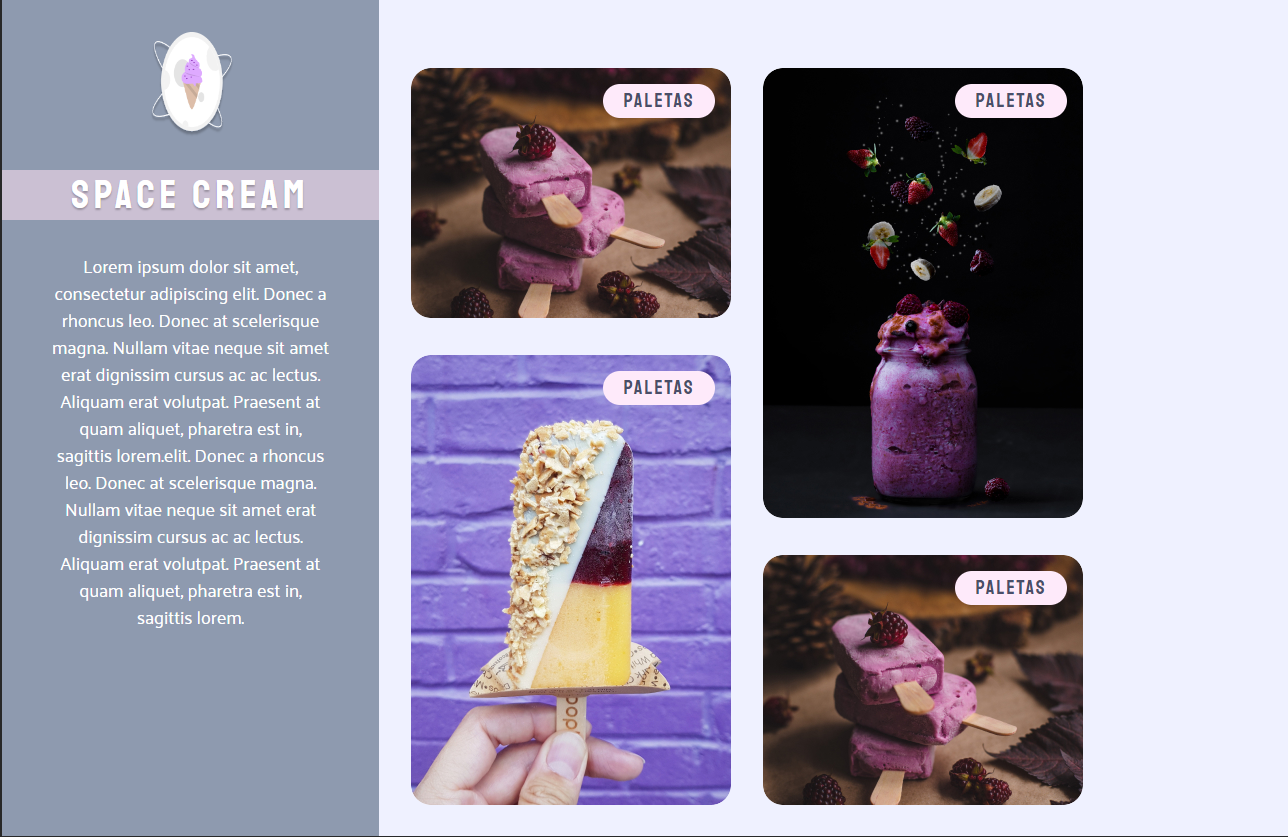 SPACE CREAM
Lorem ipsum dolor sit amet,
consectetur adipiscing elit. Donec a
rhoncus leo. Donec at scelerisque
magna. Nullam vitae neque sit amet
erat dignissim cursus ac ac lectus.
Aliquam erat volutpat. Praesent at
quam aliquet, pharetra est in,
sagittis lorem.elit. Donec a rhoncus
leo. Donec at scelerisque magna.
Nullam vitae neque sit amet erat
dignissim cursus ac ac lectus.
Aliquam erat volutpat. Praesent at
quam aliquet, pharetra est in,
sagittis lorem.
PALETAS
PALETAS
PALETAS
pop
PALETAS